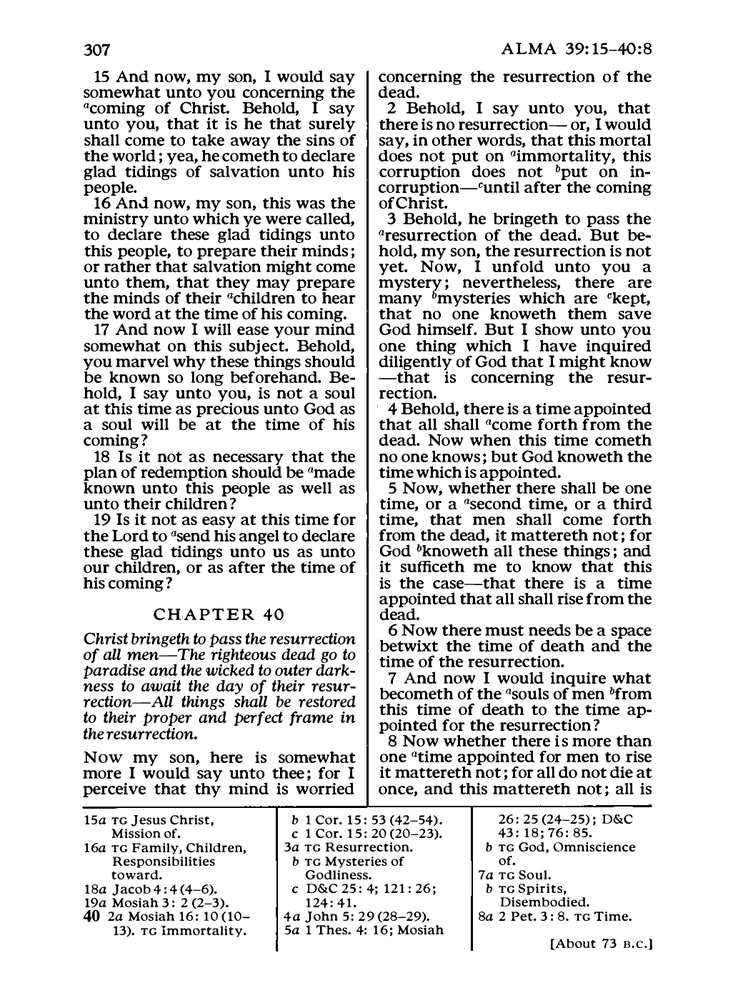 307
ALMA 39:15–40:8
15 And now, my son, I would say
somewhat unto you concerning the
ᵃcoming of Christ. Behold, I say
unto you, that it is he that surely
shall come to take away the sins of
the world; yea, he cometh to declare
glad tidings of salvation unto his
people.
16 And now, my son, this was the
ministry unto which ye were called,
to declare these glad tidings unto
this people, to prepare their minds;
or rather that salvation might come
unto them, that they may prepare
the minds of their ᵃchildren to hear
the word at the time of his coming.
17 And now I will ease your mind
somewhat on this subject. Behold,
you marvel why these things should
be known so long beforehand. Be-
hold, I say unto you, is not a soul
at this time as precious unto God as
a soul will be at the time of his
coming?
18 Is it not as necessary that the
plan of redemption should be ᵃmade
known unto this people as well as
unto their children?
19 Is it not as easy at this time for
the Lord to ᵃsend his angel to declare
these glad tidings unto us as unto
our children, or as after the time of
his coming?
CHAPTER 40
Christ bringeth to pass the resurrection
of all men—The righteous dead go to
paradise and the wicked to outer dark-
ness to await the day of their resur-
rection—All things shall be restored
to their proper and perfect frame in
the resurrection.
Now my son, here is somewhat
more I would say unto thee; for I
perceive that thy mind is worried
concerning the resurrection of the
dead.
2 Behold, I say unto you, that
there is no resurrection— or, I would
say, in other words, that this mortal
does not put on ᵃimmortality, this
corruption does not ᵇput on in-
corruption—ᶜuntil after the coming
of Christ.
3 Behold, he bringeth to pass the
ᵃresurrection of the dead. But be-
hold, my son, the resurrection is not
yet. Now, I unfold unto you a
mystery; nevertheless, there are
many ᵇmysteries which are ᶜkept,
that no one knoweth them save
God himself. But I show unto you
one thing which I have inquired
diligently of God that I might know
—that is concerning the resur-
rection.
4 Behold, there is a time appointed
that all shall ᵃcome forth from the
dead. Now when this time cometh
no one knows; but God knoweth the
time which is appointed.
5 Now, whether there shall be one
time, or a ᵃsecond time, or a third
time, that men shall come forth
from the dead, it mattereth not; for
God ᵇknoweth all these things; and
it sufficeth me to know that this
is the case—that there is a time
appointed that all shall rise from the
dead.
6 Now there must needs be a space
betwixt the time of death and the
time of the resurrection.
7 And now I would inquire what
becometh of the ᵃsouls of men ᵇfrom
this time of death to the time ap-
pointed for the resurrection?
8 Now whether there is more than
one ᵃtime appointed for men to rise
it mattereth not; for all do not die at
once, and this mattereth not; all is
15a TG Jesus Christ,
Mission of.
16a TG Family, Children,
Responsibilities
toward.
18a Jacob 4:4 (4–6).
19a Mosiah 3: 2 (2–3).
40 2a Mosiah 16: 10 (10–
13). TG Immortality.
b 1 Cor. 15: 53 (42–54).
c 1 Cor. 15: 20 (20–23).
3a TG Resurrection.
b TG Mysteries of
Godliness.
c D&C 25: 4; 121: 26;
124: 41.
4a John 5: 29 (28–29).
5a 1 Thes. 4: 16; Mosiah
26: 25 (24–25); D&C
43: 18; 76: 85.
b TG God, Omniscience
of.
7a TG Soul.
b TG Spirits,
Disembodied.
8a 2 Pet. 3: 8. TG Time.
[About 73 B.C.]